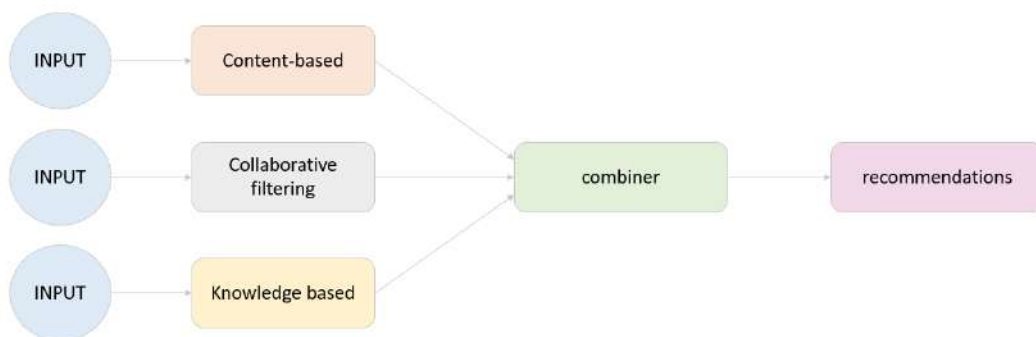 INPUT
Content-based
INPUT
Collaborative
filtering
combiner
recommendations
INPUT
Knowledge based